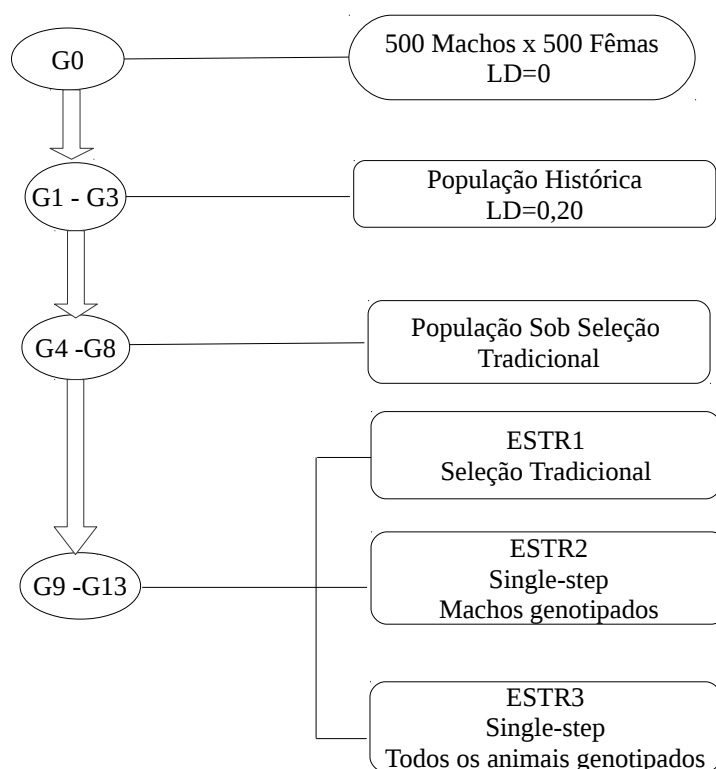 G0
500 Machos x 500 Fêmas
LD=0
G1 - G3
População Histórica
LD=0,20
G4 -G8
População Sob Seleção
Tradicional
ESTR1
Seleção Tradicional
G9 -G13
ESTR2
Single-step
Machos genotipados
ESTR3
Single-step
Todos os animais genotipados